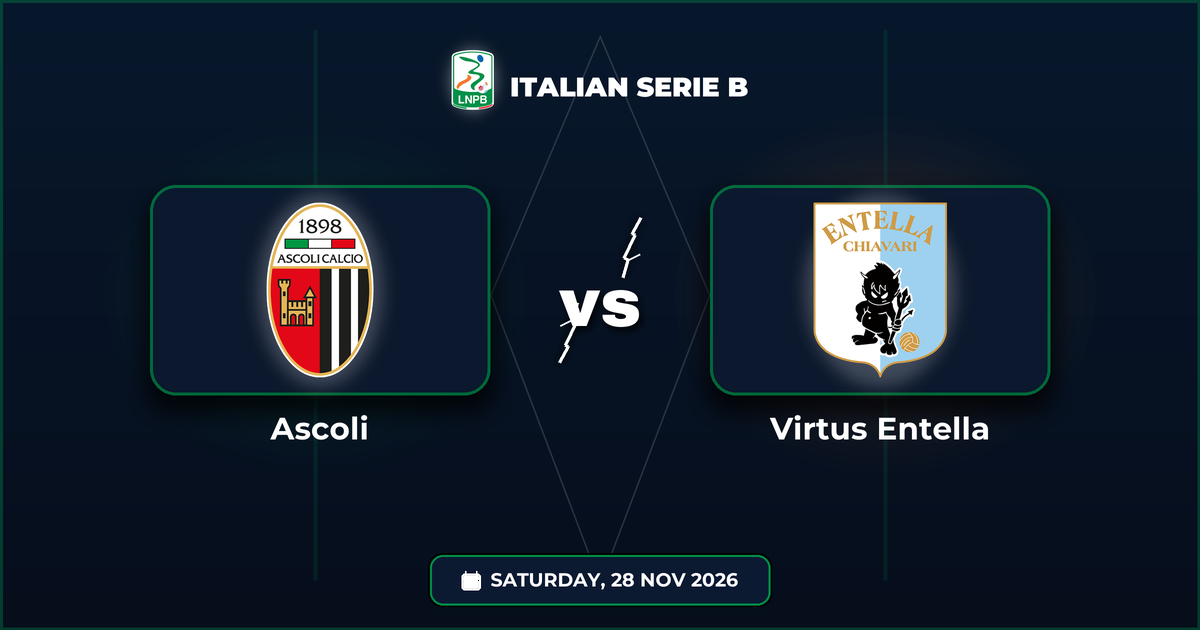 LNPB
ITALIAN SERIE B
1898
ASCOLI CALCIO
ENTELLA
CHIAVARI
VS
Ascoli
Virtus Entella
SATURDAY, 28 NOV 2026